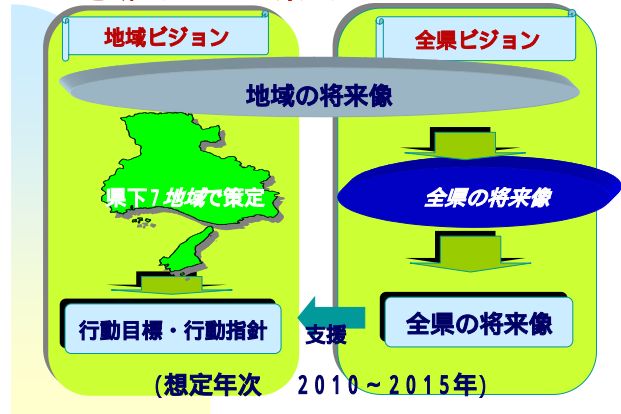 地域ビジョン
全県ビジョン
地域の将来像
県下7地域で策定
全県の将来像
行動目標・行動指針
支援
全県の将来像
(想定年次　2010～2015年)